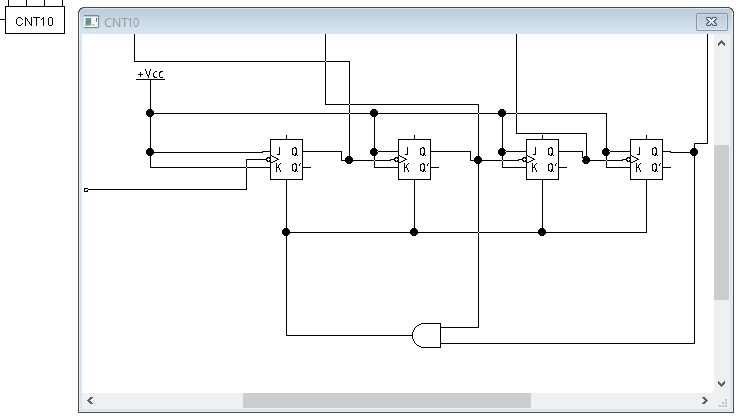 CNT10
CNT10
+Vcc
J Q J Q J Q J Q
K Q' K Q' K Q' K Q'